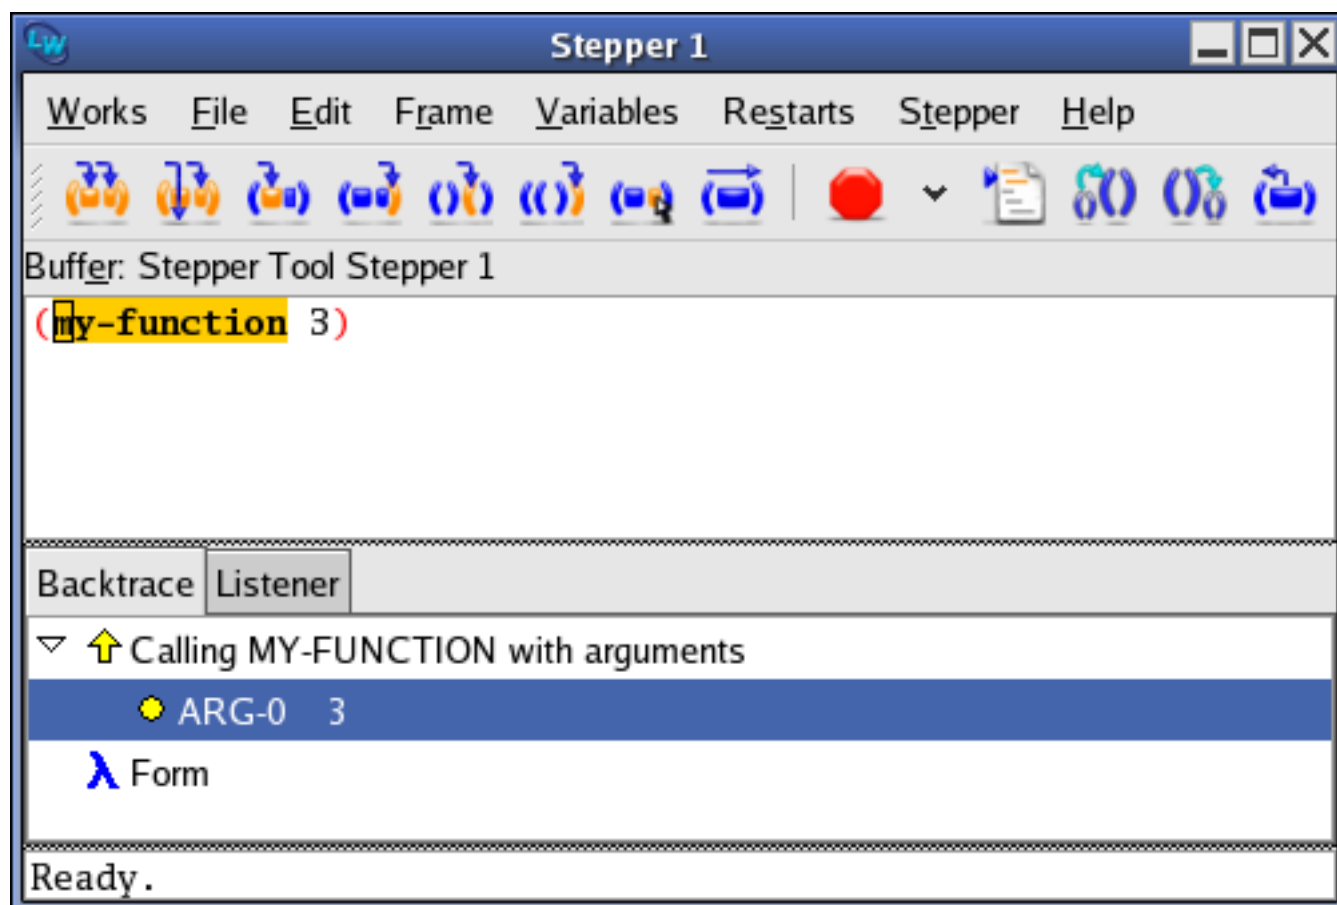 LW Stepper 1
Works File Edit Frame Variables Restarts Stepper Help
Buffer: Stepper Tool Stepper 1
(my-function 3)
Backtrace Listener
Calling MY-FUNCTION with arguments
ARG-0 3
λ Form
Ready.